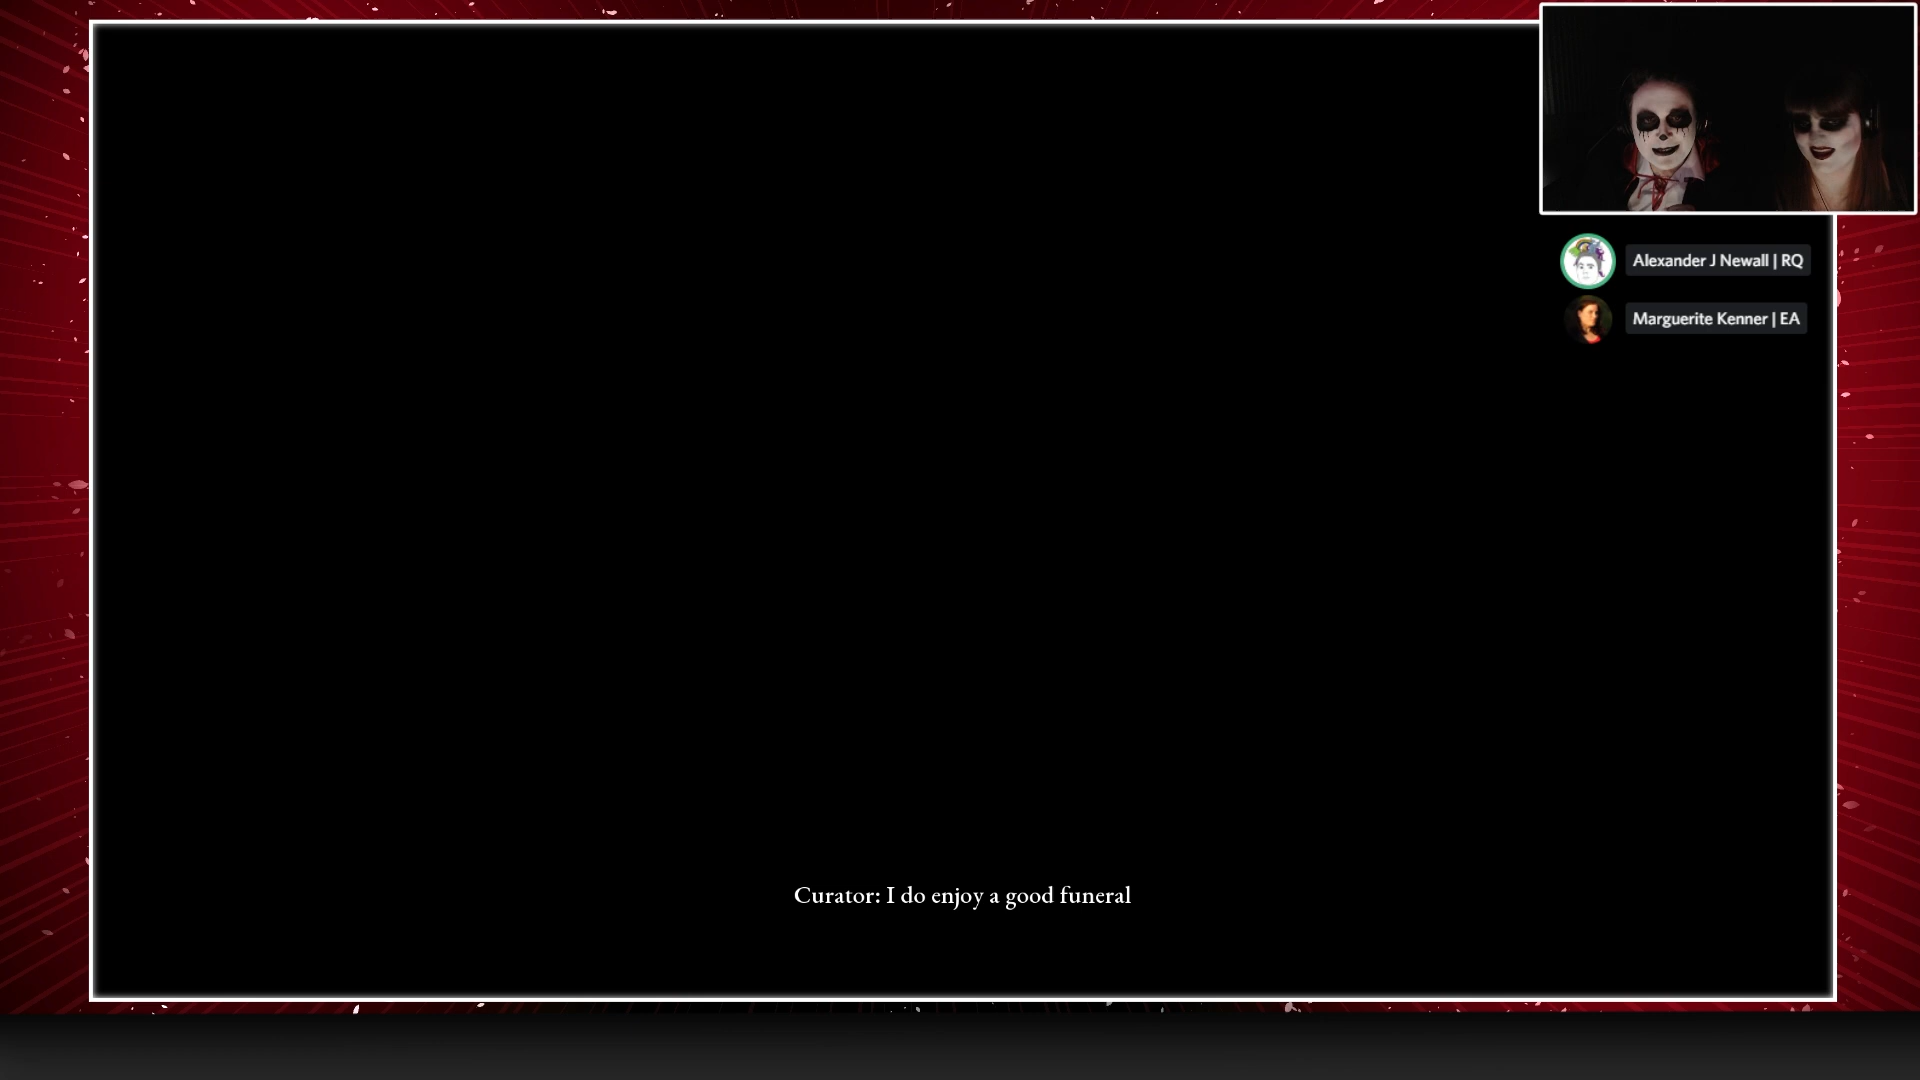 Alexander J Newall | RQ
Marguerite Kenner | EA
Curator: I do enjoy a good funeral